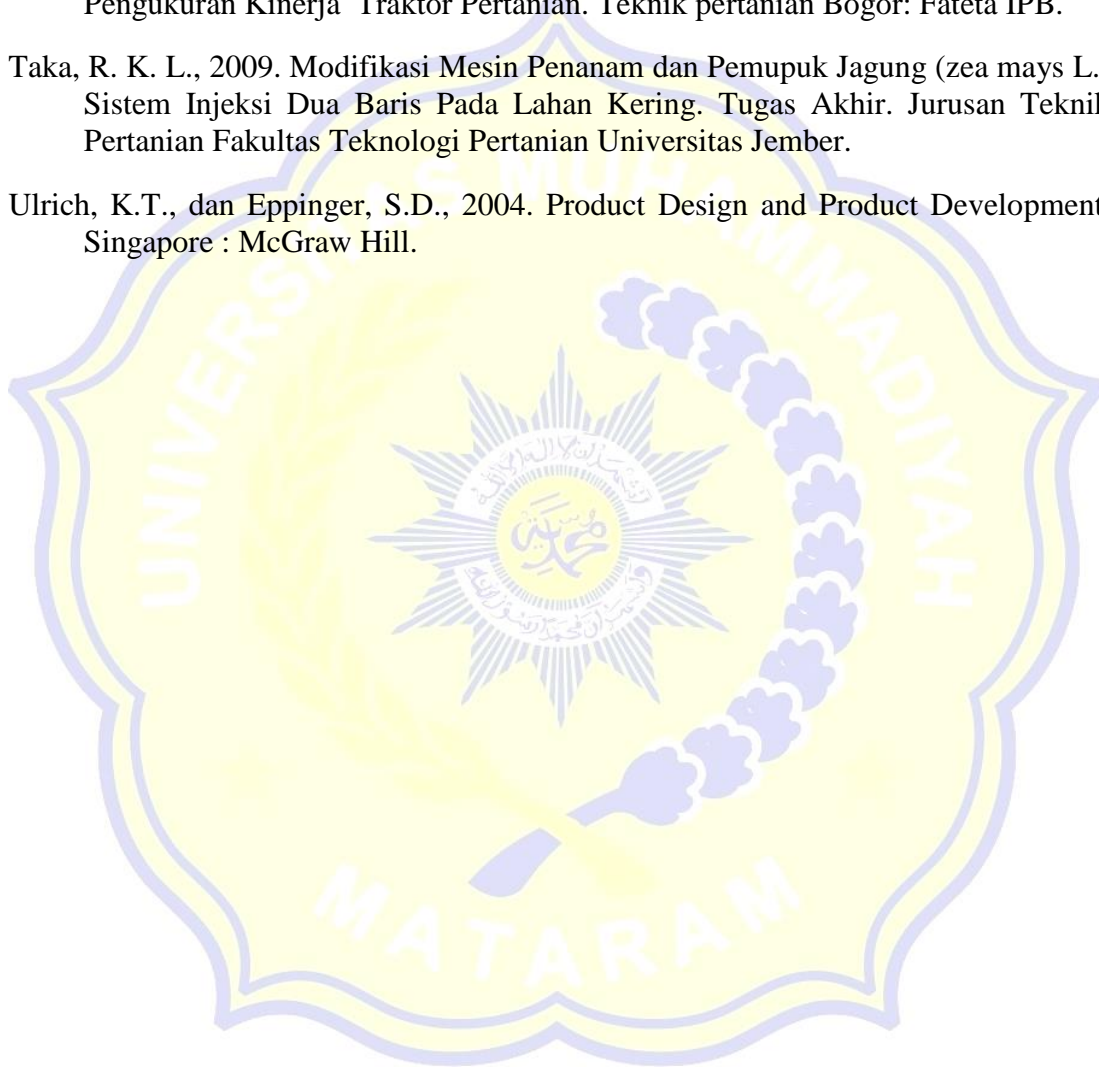 Pengukuran Kinerja Traktor Pertanian. Teknik pertanian Bogor: Fateta IPB.
Taka, R. K. L., 2009. Modifikasi Mesin Penanam dan Pemupuk Jagung (zea mays L.
Sistem Injeksi Dua Baris Pada Lahan Kering. Tugas Akhir. Jurusan Teknik
Pertanian Fakultas Teknologi Pertanian Universitas Jember.
Ulrich, K.T., dan Eppinger, S.D., 2004. Product Design and Product Development
Singapore : McGraw Hill.
UNIVERSITAS MUHAMMADIYAH
محمدية
MATARAM